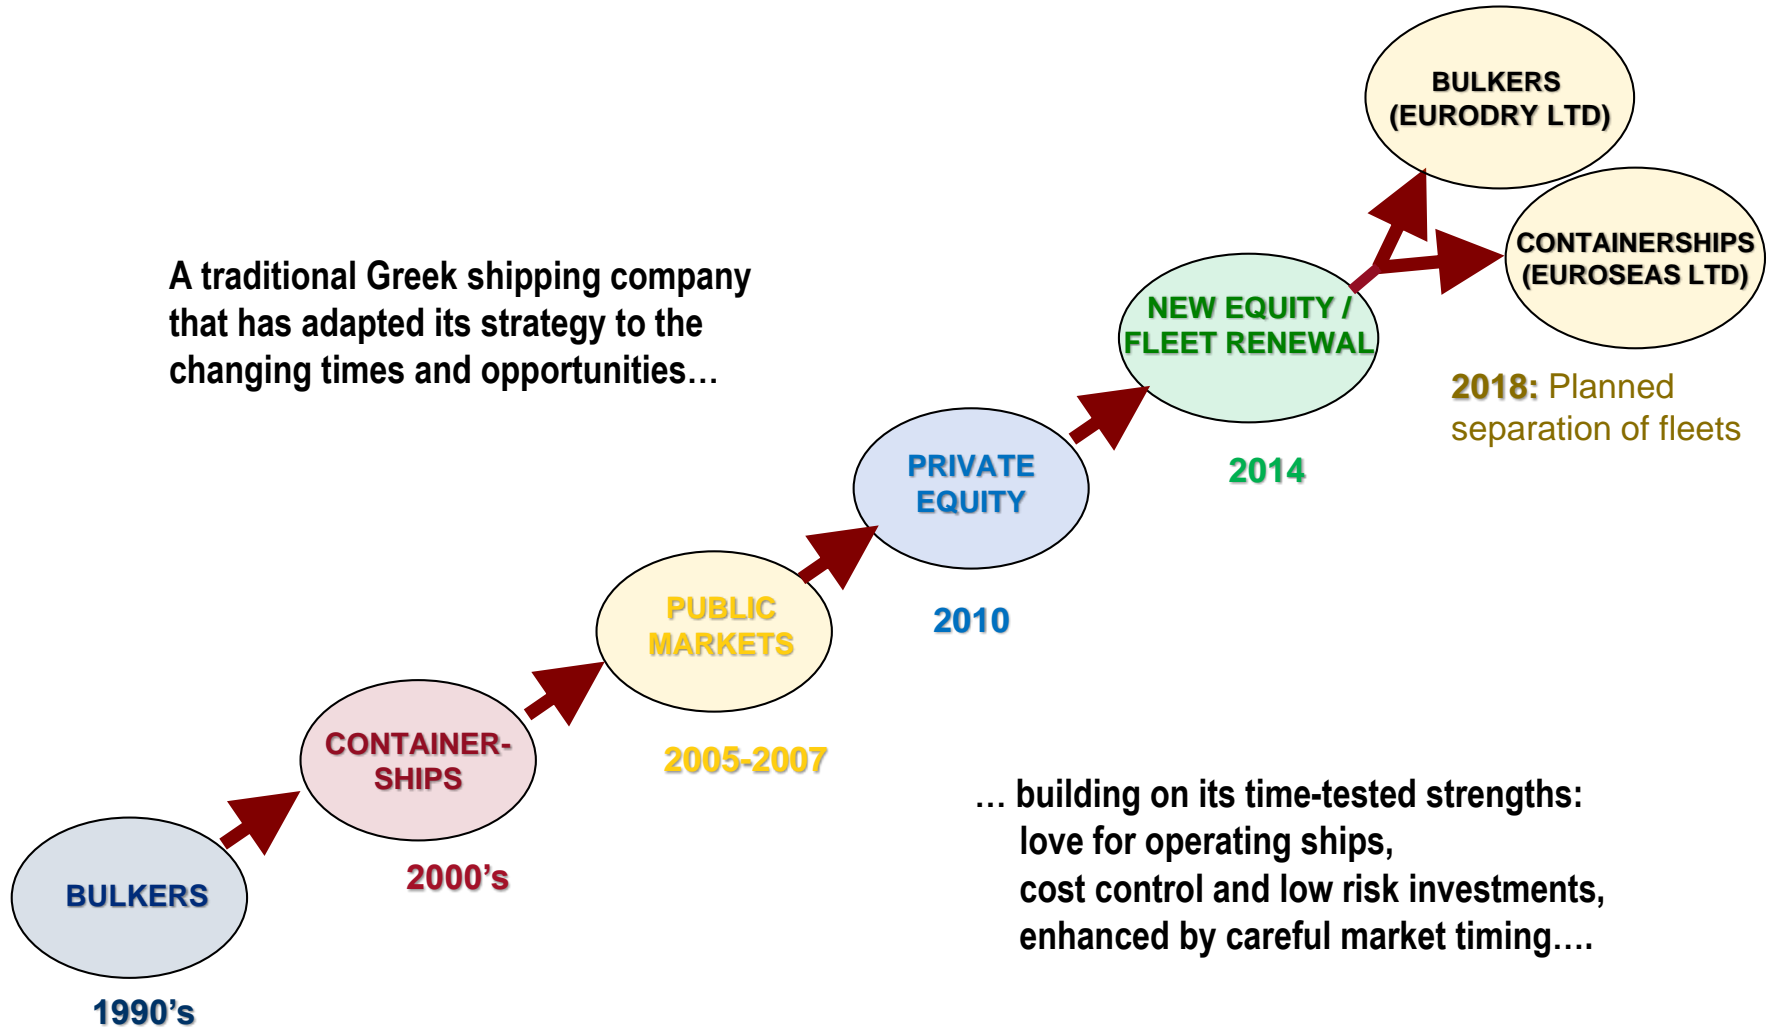 BULKERS
(EURODRY LTD)
CONTAINERSHIPS
(EUROSEAS LTD)
2018: Planned
separation of fleets
A traditional Greek shipping company
that has adapted its strategy to the
changing times and opportunities…
NEW EQUITY /
FLEET RENEWAL
2014
PRIVATE
EQUITY
2010
PUBLIC
MARKETS
2005-2007
CONTAINER-
SHIPS
2000’s
BULKERS
1990’s
… building on its time-tested strengths:
love for operating ships,
cost control and low risk investments,
enhanced by careful market timing….